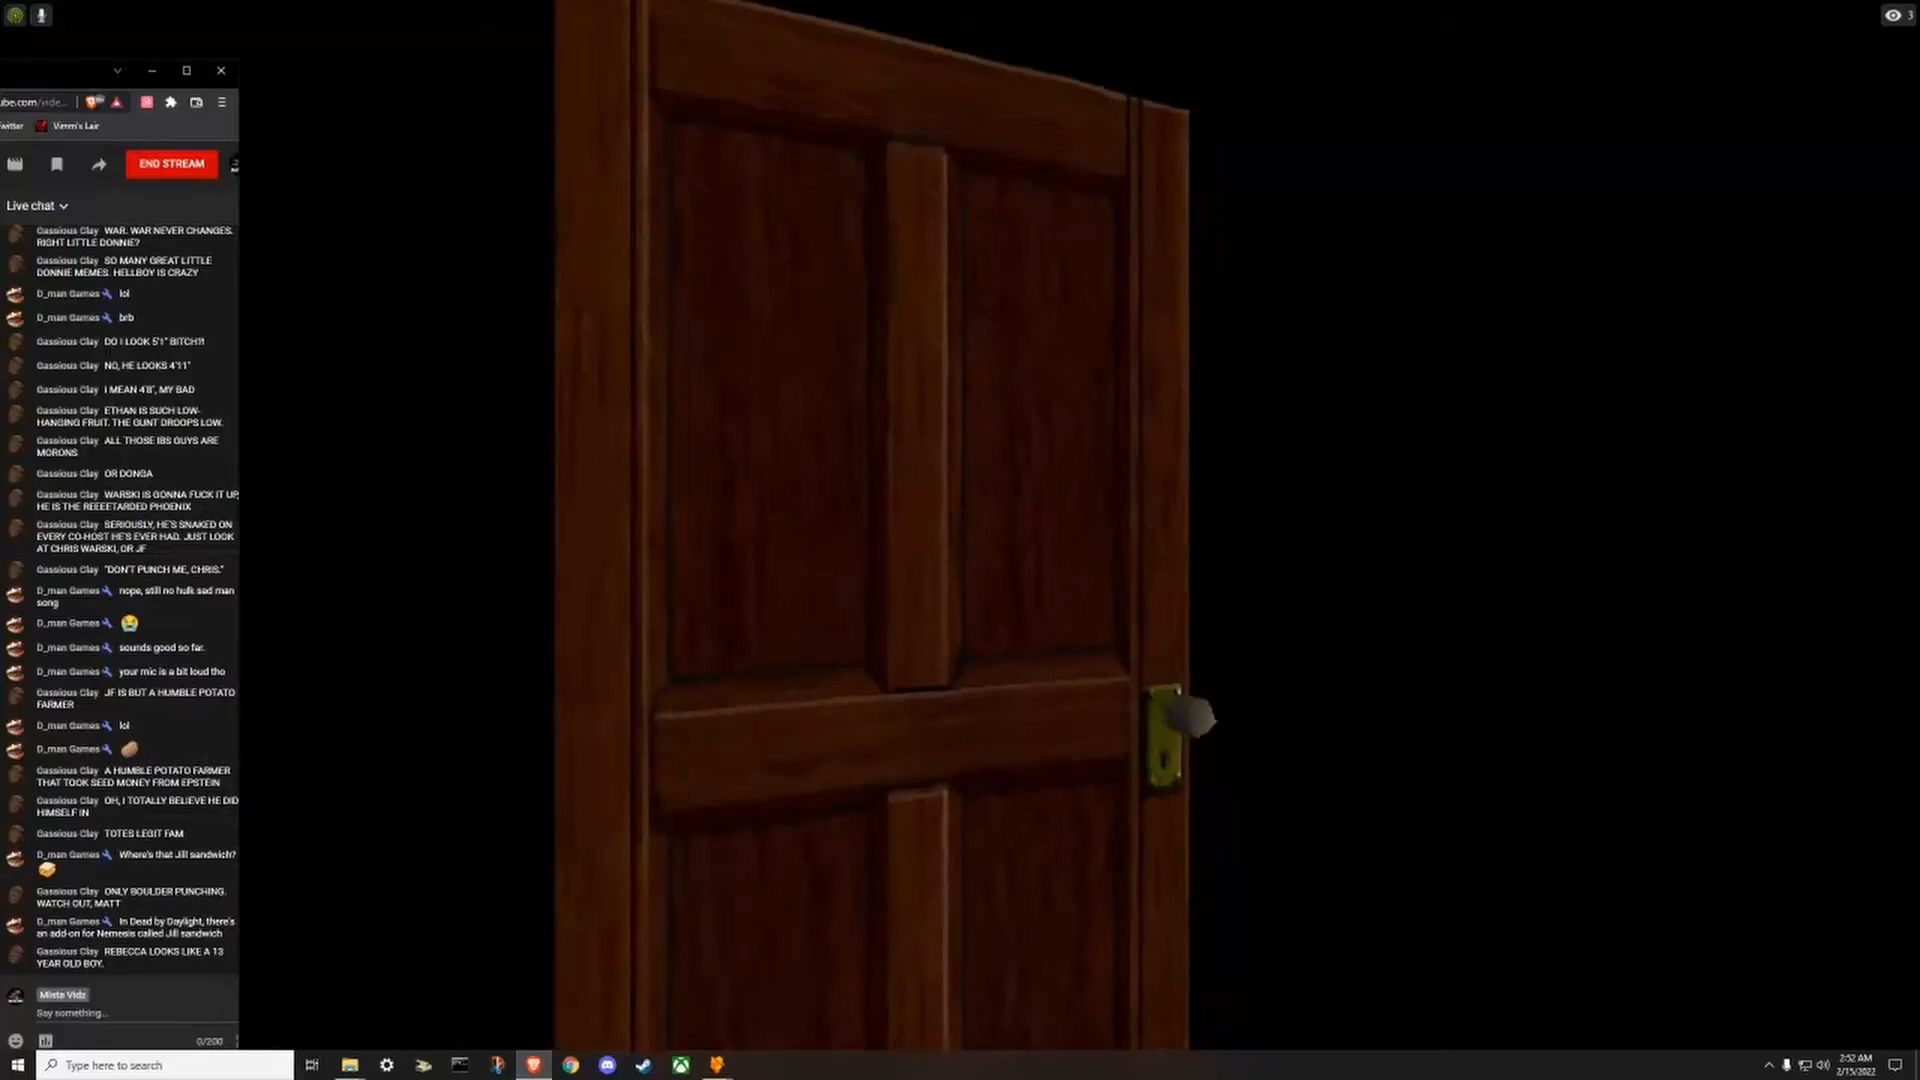 3
ube.com/vide...
witter
Vimm's Lair
END STREAM
Live chat
Gassious Clay WAR. WAR NEVER CHANGES.
RIGHT LITTLE DONNIE?
Gassious Clay SO MANY GREAT LITTLE
DONNIE MEMES. HELLBOY IS CRAZY
D_man Games lol
D_man Games brb
Gassious Clay DO I LOOK 5'1" BITCH?!
Gassious Clay NO, HE LOOKS 4'11"
Gassious Clay I MEAN 4'8", MY BAD
Gassious Clay ETHAN IS SUCH LOW-
HANGING FRUIT. THE GUNT DROOPS LOW.
Gassious Clay ALL THOSE IBS GUYS ARE
MORONS
Gassious Clay OR DONGA
Gassious Clay WARSKI IS GONNA FUCK IT UP,
HE IS THE REEEETARDED PHOENIX
Gassious Clay SERIOUSLY, HE'S SNAKED ON
EVERY CO-HOST HE'S EVER HAD. JUST LOOK
AT CHRIS WARSKI, OR JF
Gassious Clay "DON'T PUNCH ME, CHRIS."
D_man Games nope, still no hulk sad man
song
D_man Games 😭
D_man Games sounds good so far.
D_man Games your mic is a bit loud tho
Gassious Clay JF IS BUT A HUMBLE POTATO
FARMER
D_man Games lol
D_man Games 🥔
Gassious Clay A HUMBLE POTATO FARMER
THAT TOOK SEED MONEY FROM EPSTEIN
Gassious Clay OH, I TOTALLY BELIEVE HE DID
HIMSELF IN
Gassious Clay TOTES LEGIT FAM
D_man Games Where's that Jill sandwich?
Gassious Clay ONLY BOULDER PUNCHING.
WATCH OUT, MATT
D_man Games In Dead by Daylight, there's
an add-on for Nemesis called Jill sandwich
Gassious Clay REBECCA LOOKS LIKE A 13
YEAR OLD BOY.
Mista Vidz
Say something...
0/200
Type here to search
2:52 AM
2/15/2022